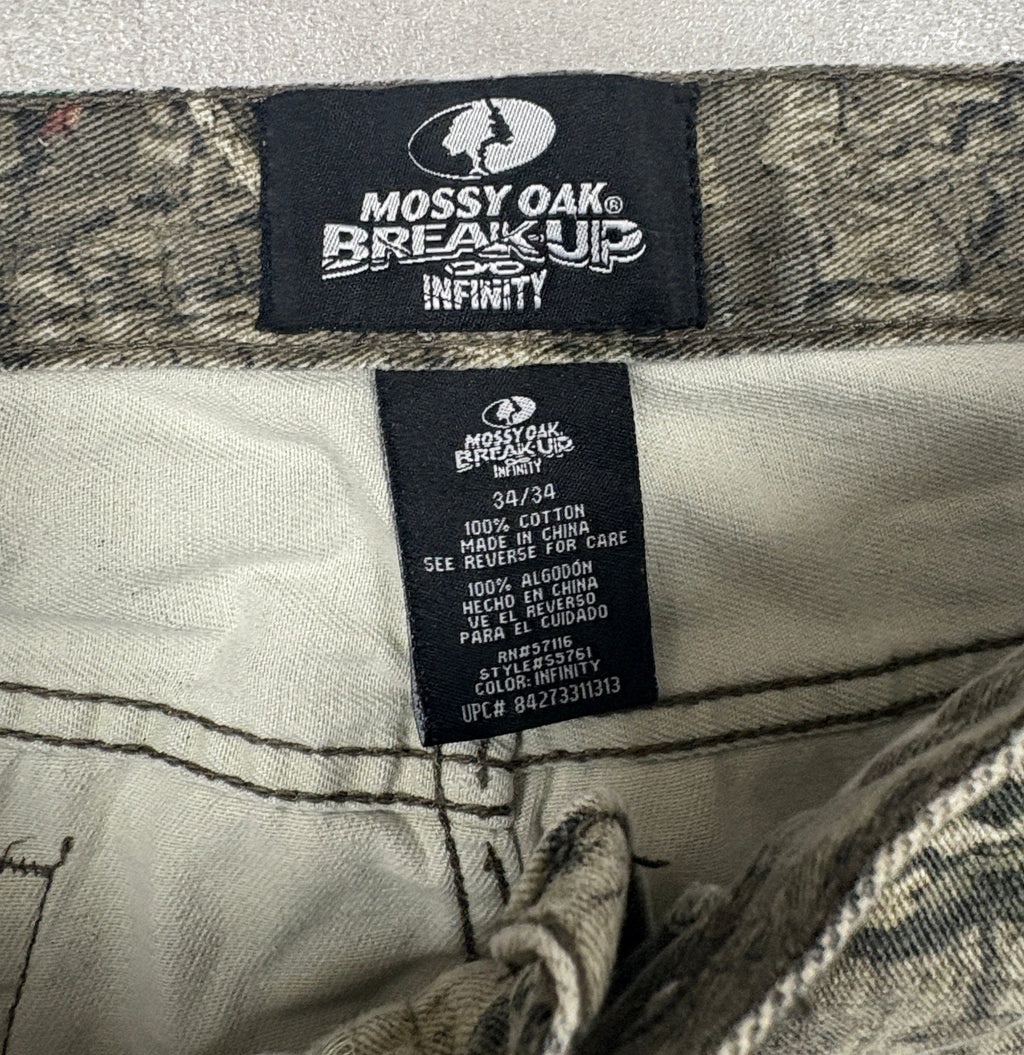 MOSSY OAK®
BREAK-UP
INFINITY
MOSSY OAK
BREAK-UP
INFINITY
34/34
100% COTTON
MADE IN CHINA
SEE REVERSE FOR CARE
100% ALGODÓN
HECHO EN CHINA
VE EL REVERSO
PARA EL CUIDADO
RN#57116
STYLE#S5761
COLOR: INFINITY
UPC# 84273311313